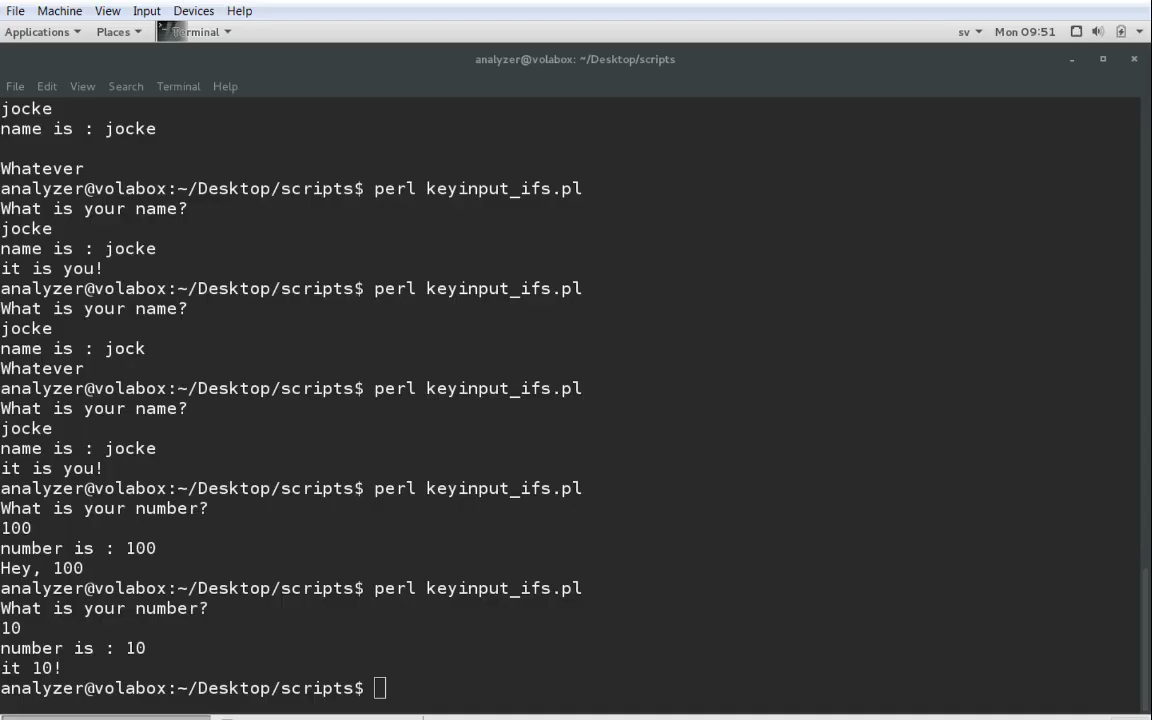 File Machine View Input Devices Help
Applications Places Terminal sv Mon 09:51
analyzer@volabox: ~/Desktop/scripts
File Edit View Search Terminal Help
jocke
name is : jocke
Whatever
analyzer@volabox:~/Desktop/scripts$ perl keyinput_ifs.pl
What is your name?
jocke
name is : jocke
it is you!
analyzer@volabox:~/Desktop/scripts$ perl keyinput_ifs.pl
What is your name?
jocke
name is : jock
Whatever
analyzer@volabox:~/Desktop/scripts$ perl keyinput_ifs.pl
What is your name?
jocke
name is : jocke
it is you!
analyzer@volabox:~/Desktop/scripts$ perl keyinput_ifs.pl
What is your number?
100
number is : 100
Hey, 100
analyzer@volabox:~/Desktop/scripts$ perl keyinput_ifs.pl
What is your number?
10
number is : 10
it 10!
analyzer@volabox:~/Desktop/scripts$